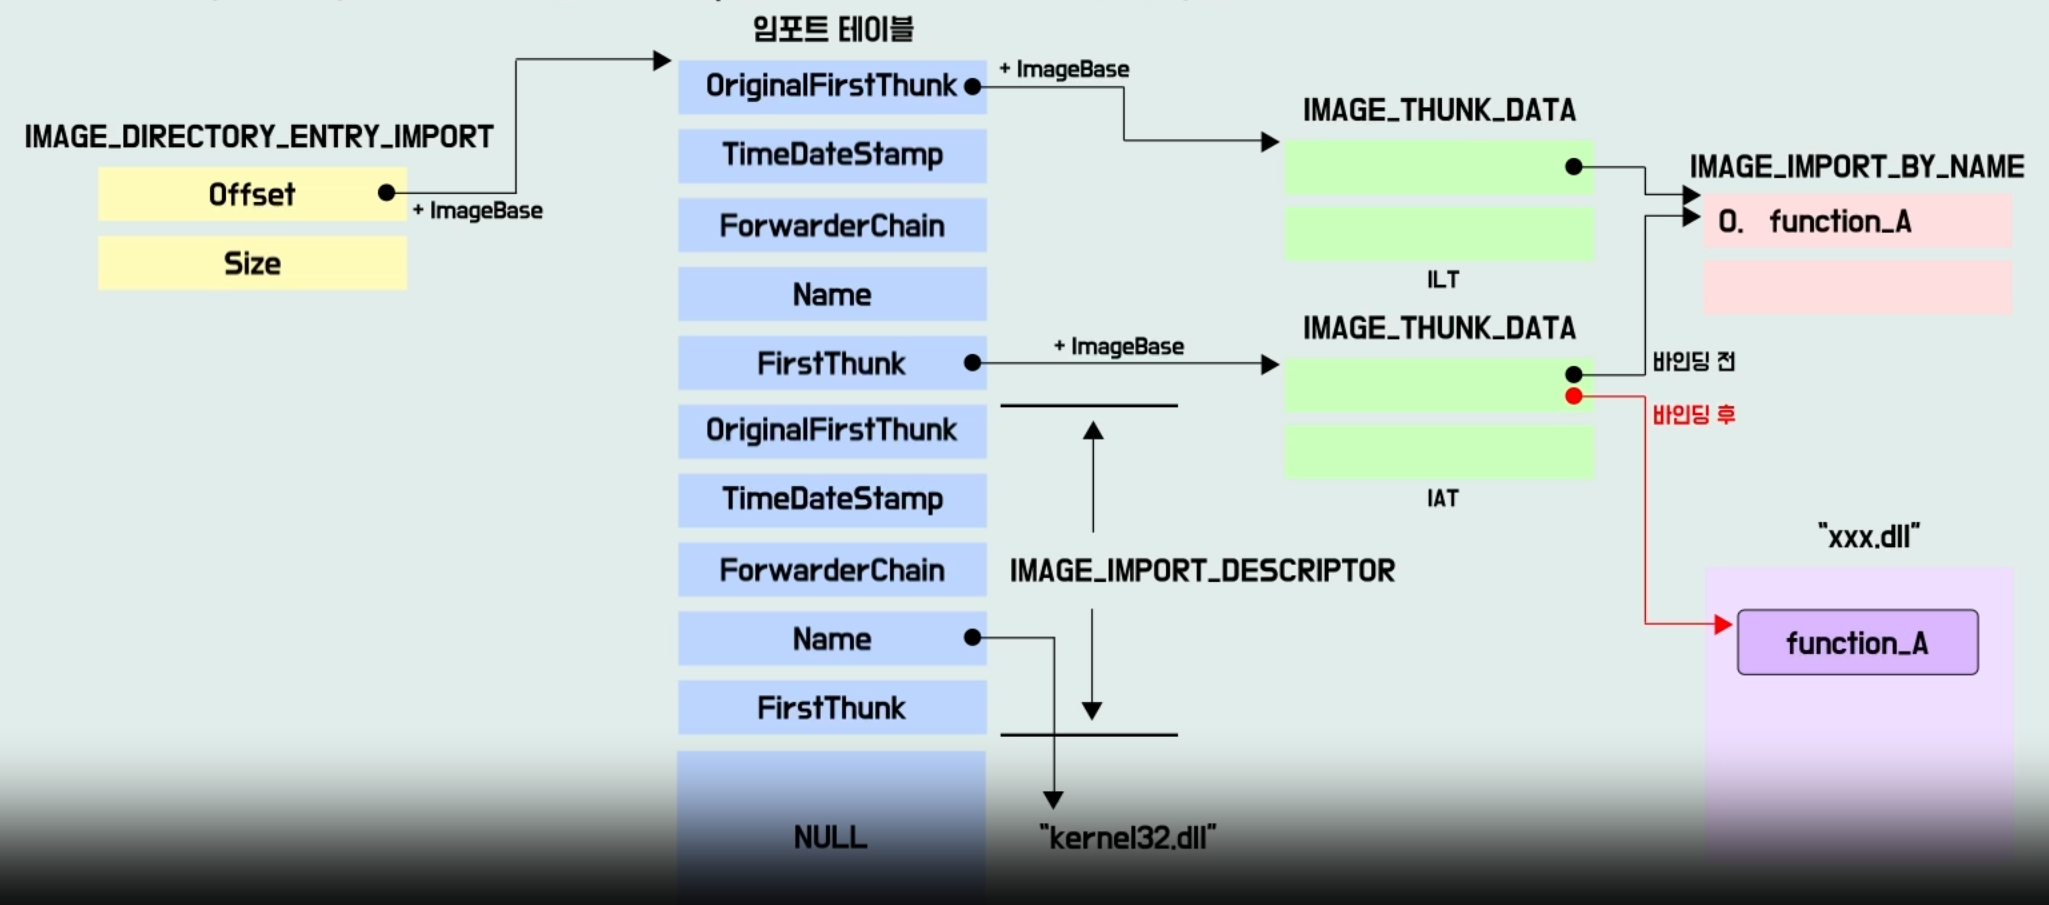 임포트 테이블
IMAGE_DIRECTORY_ENTRY_IMPORT
Offset
+ ImageBase
Size
OriginalFirstThunk
TimeDateStamp
ForwarderChain
Name
FirstThunk
OriginalFirstThunk
TimeDateStamp
ForwarderChain
Name
FirstThunk
NULL
+ ImageBase
+ ImageBase
IMAGE_IMPORT_DESCRIPTOR
"kernel32.dll"
IMAGE_THUNK_DATA
ILT
IMAGE_THUNK_DATA
IAT
IMAGE_IMPORT_BY_NAME
0. function_A
바인딩 전
바인딩 후
"xxx.dll"
function_A